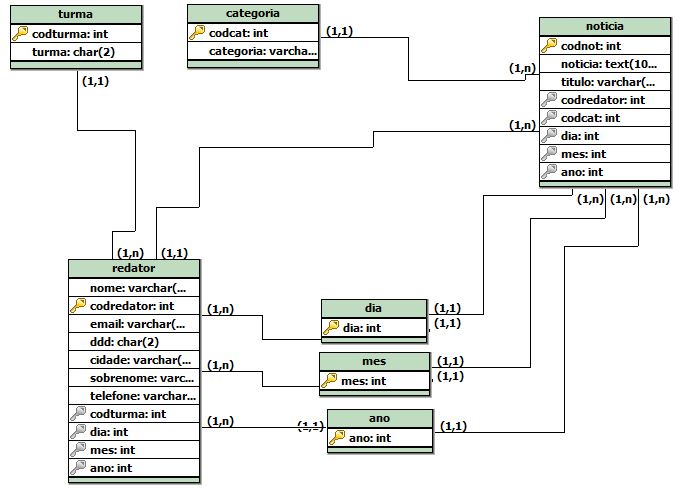 turma
codturma: int
turma: char(2)
(1,1)
categoria
codcat: int
categoria: varcha...
(1,1)
(1,n)
noticia
codnot: int
noticia: text(10...
titulo: varchar(...
codredator: int
codcat: int
dia: int
mes: int
ano: int
(1,n)
(1,n)
(1,n)
(1,n)
(1,n)
(1,1)
redator
nome: varchar(...
codredator: int
email: varchar(...
ddd: char(2)
cidade: varchar(...
sobrenome: varc...
telefone: varchar...
codturma: int
dia: int
mes: int
ano: int
(1,n)
(1,n)
(1,n)
dia
dia: int
(1,1)
(1,1)
mes
mes: int
(1,1)
(1,1)
(1,1)
ano
ano: int
(1,1)